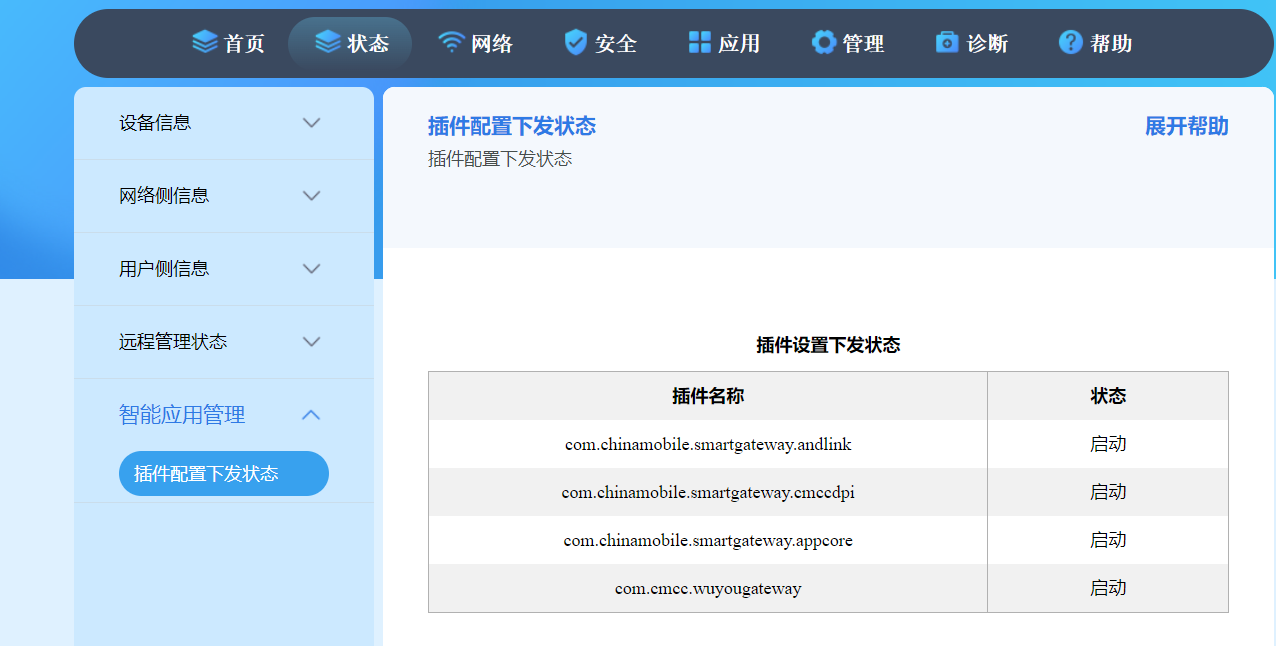 首页 状态 网络 安全 应用 管理 诊断 帮助
设备信息
网络侧信息
用户侧信息
远程管理状态
智能应用管理
插件配置下发状态
插件配置下发状态 展开帮助
插件配置下发状态
插件设置下发状态
插件名称 状态
com.chinamobile.smartgateway.andlink 启动
com.chinamobile.smartgateway.cmccdpi 启动
com.chinamobile.smartgateway.appcore 启动
com.cmcc.wuyougateway 启动